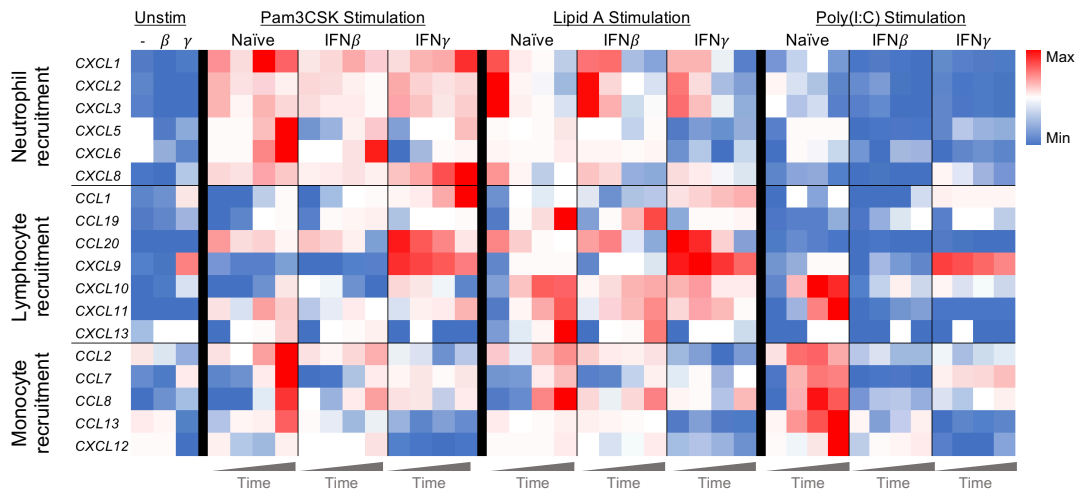 Unstim Pam3CSK Stimulation Lipid A Stimulation Poly(I:C) Stimulation
- β γ Naïve IFNβ IFNγ Naïve IFNβ IFNγ Naïve IFNβ IFNγ
Neutrophil
recruitment
CXCL1
CXCL2
CXCL3
CXCL5
CXCL6
CXCL8
Lymphocyte
recruitment
CCL1
CCL19
CCL20
CXCL9
CXCL10
CXCL11
CXCL13
Monocyte
recruitment
CCL2
CCL7
CCL8
CCL13
CXCL12
Max
Min
Time Time Time Time Time Time Time Time Time